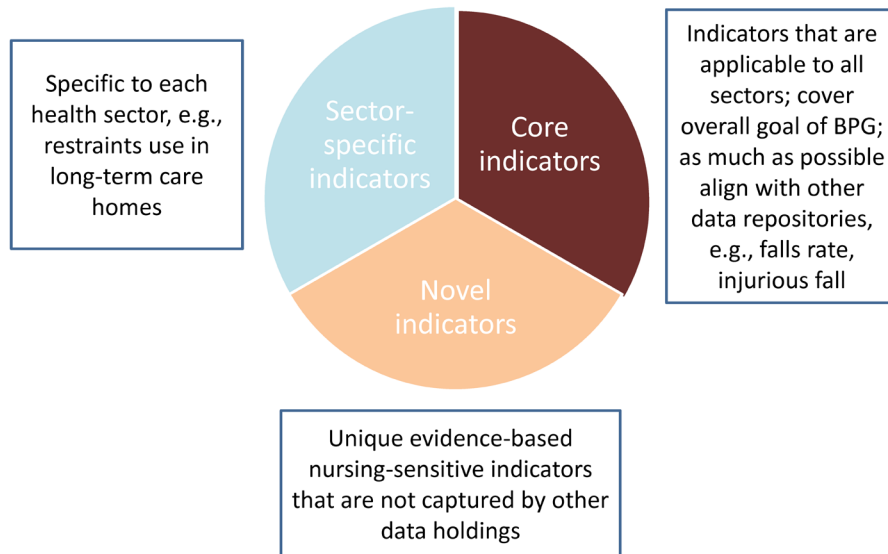 Specific to each
health sector, e.g.,
restraints use in
long-term care
homes
Sector-
specific
indicators
Core
indicators
Indicators that are
applicable to all
sectors; cover
overall goal of BPG;
as much as possible
align with other
data repositories,
e.g., falls rate,
injurious fall
Novel
indicators
Unique evidence-based
nursing-sensitive indicators
that are not captured by other
data holdings